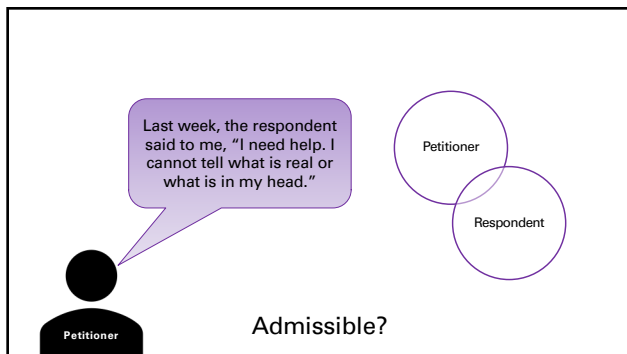 Last week, the respondent
said to me, “I need help. I
cannot tell what is real or
what is in my head.”
Petitioner
Respondent
Petitioner
Admissible?